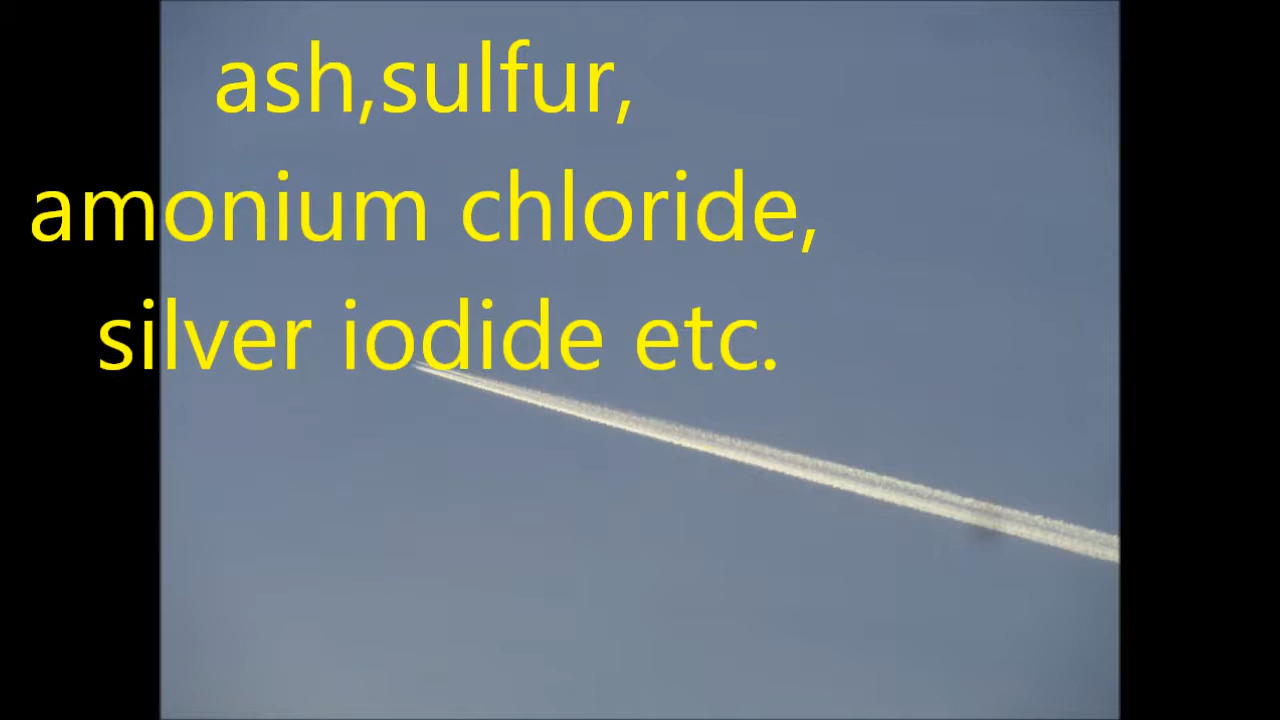 ash,sulfur,
amonium chloride,
silver iodide etc.